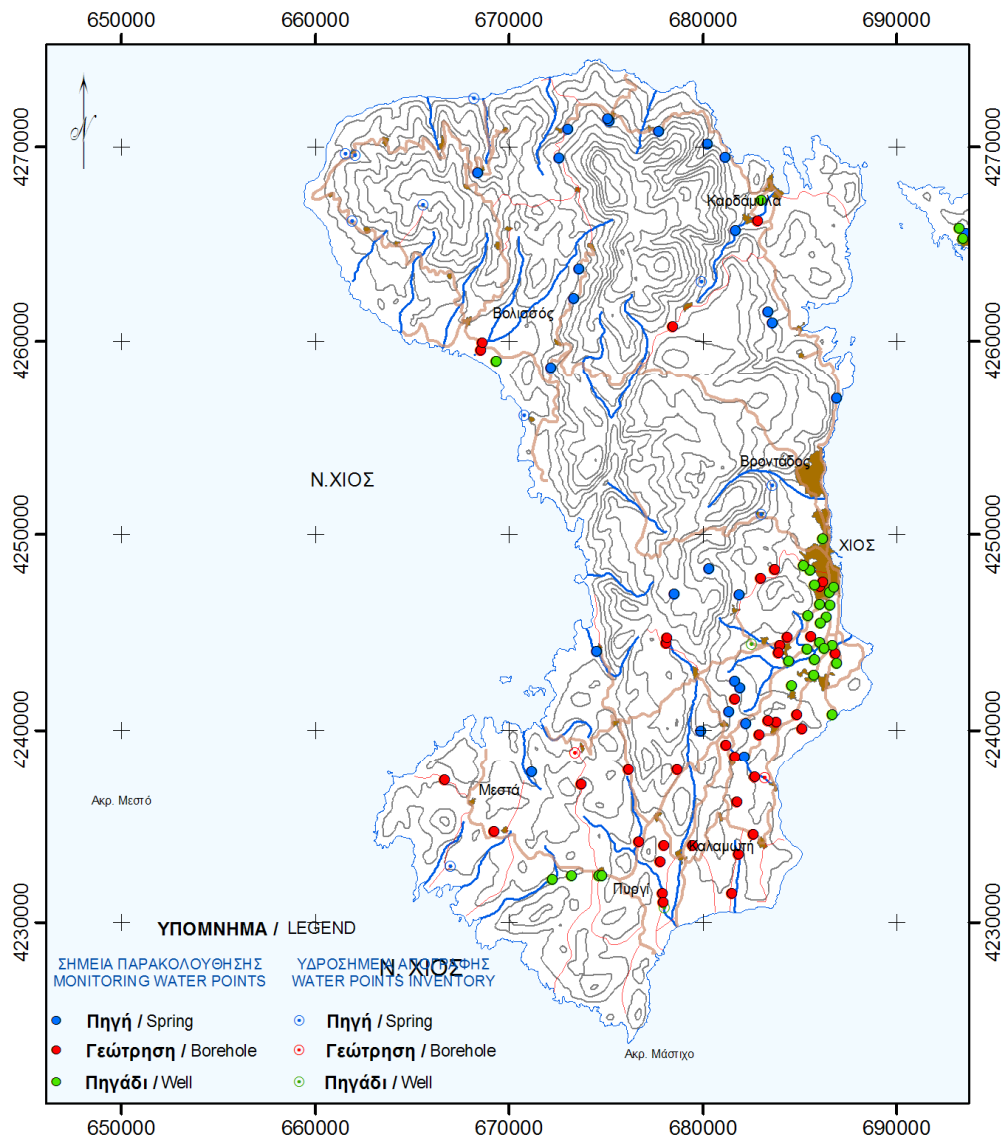 650000 660000 670000 680000 690000
4270000 4270000
4260000 4260000
4250000 4250000
4240000 4240000
4230000 4230000
N
Καρδάμυλα
Βολισσός
Βροντάδος
Ν.ΧΙΟΣ
ΧΙΟΣ
Μεστά
Ακρ. Μεστό
Καλαμωτή
Πυργί
ΥΠΟΜΝΗΜΑ / LEGEND
Ν. ΧΙΟΣ
ΣΗΜΕΙΑ ΠΑΡΑΚΟΛΟΥΘΗΣΗΣ ΥΔΡΟΣΗΜΕΙΑ ΑΠΟΓΡΑΦΗΣ
MONITORING WATER POINTS WATER POINTS INVENTORY
Πηγή / Spring Πηγή / Spring
Γεώτρηση / Borehole Γεώτρηση / Borehole
Πηγάδι / Well Πηγάδι / Well
Ακρ. Μάστιχο
650000 660000 670000 680000 690000